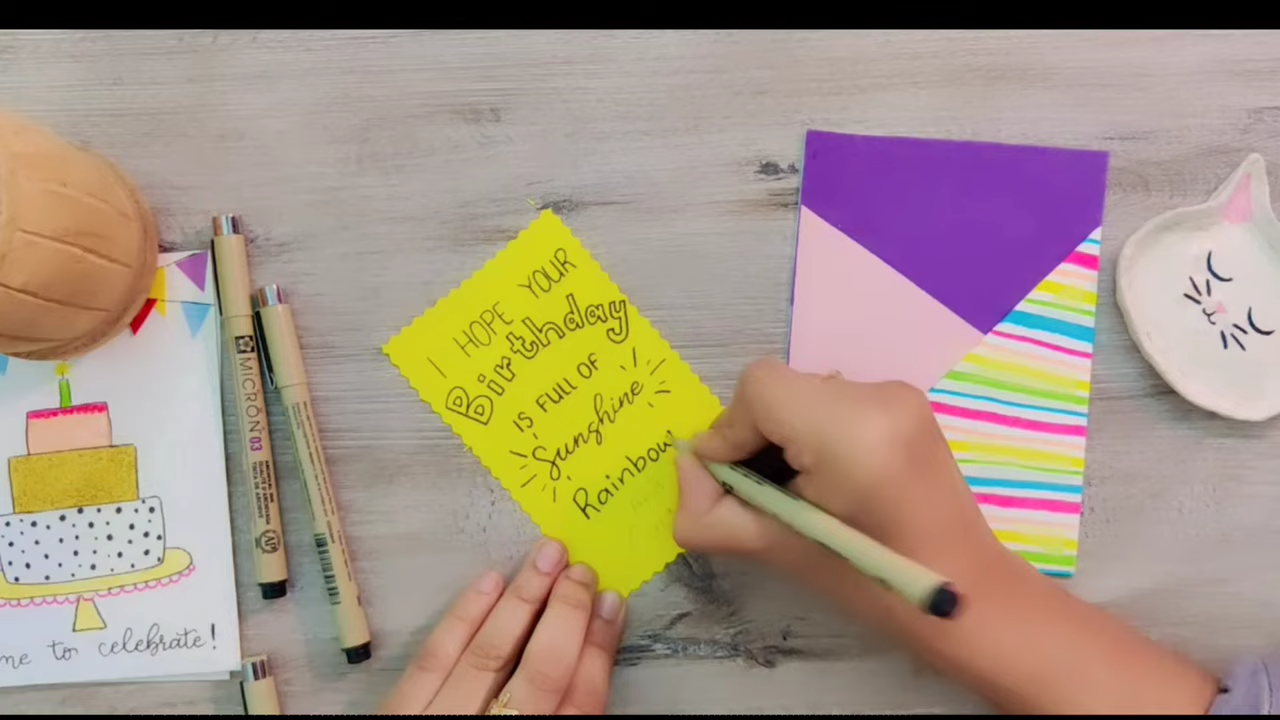 I HOPE YOUR
Birthday
IS FULL OF
Sunshine
Rainbow
MICRON 03
me to celebrate!